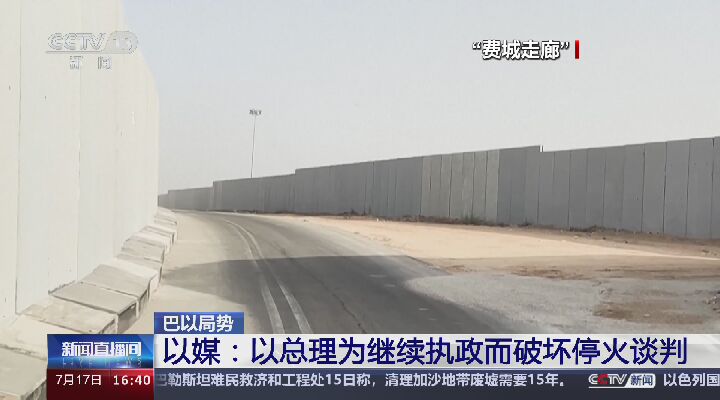 CCTV 13
新闻
“费城走廊”
巴以局势
新闻直播间
以媒：以总理为继续执政而破坏停火谈判
7月17日 16:40
巴勒斯坦难民救济和工程处15日称，清理加沙地带废墟需要15年。 CCTV 新闻 以色列国